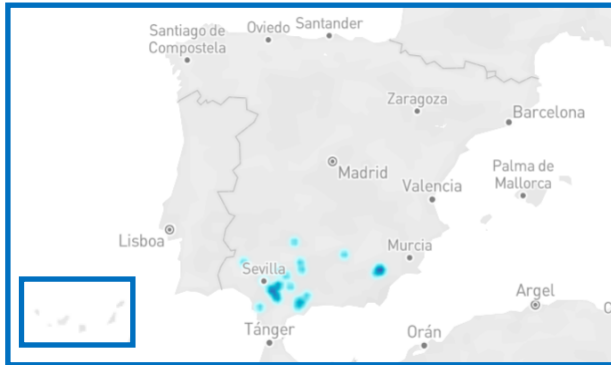 Santiago de
Compostela
Oviedo
Santander
Zaragoza
Barcelona
Madrid
Palma de
Mallorca
Valencia
Lisboa
Murcia
Sevilla
Argel
Tánger
Orán